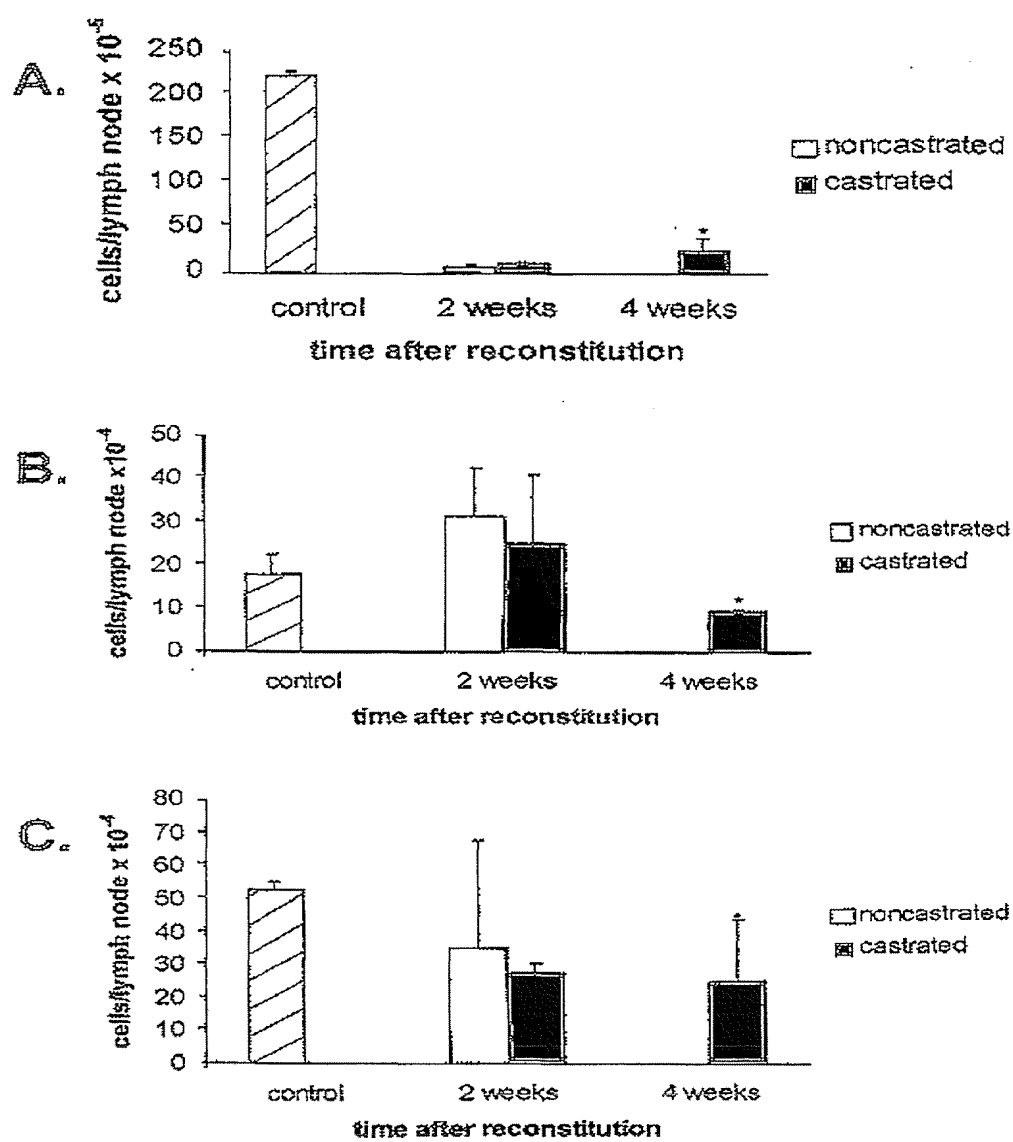 A.
cells/lymph node x 10⁻⁵
250
200
150
100
50
0
noncastrated
castrated
*
control 2 weeks 4 weeks
time after reconstitution
B.
cells/lymph node x10⁻⁴
50
40
30
20
10
0
noncastrated
castrated
*
control 2 weeks 4 weeks
time after reconstitution
C.
cells/lymph node x 10⁻⁴
80
70
60
50
40
30
20
10
0
noncastrated
castrated
*
control 2 weeks 4 weeks
time after reconstitution